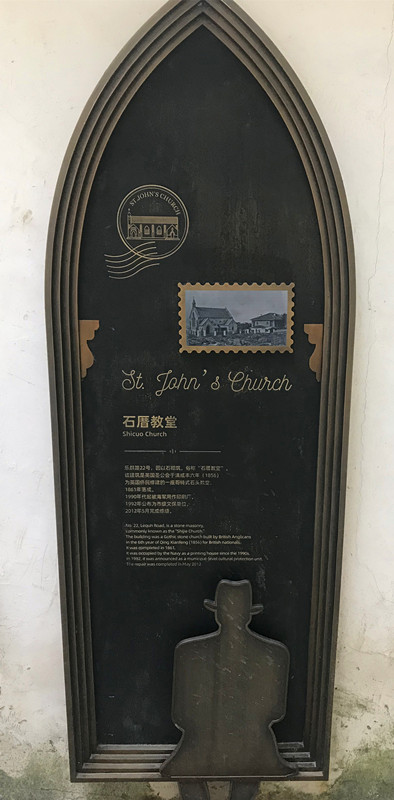 ST JOHN'S CHURCH
St. John's Church
石厝教堂
Shicuo Church
乐群路22号，因以石砌筑，俗称“石厝教堂”。
该建筑是英国圣公会于清咸丰六年（1856）
为英国侨民修建的一座哥特式石头教堂，
1861年落成。
1990年代起被海军用作印刷厂，
1992年公布为市级文保单位，
2012年5月完成修缮。
No. 22, Lequn Road, is a stone masonry,
commonly known as the "Shijia Church."
The building was a Gothic stone church built by British Anglicans
in the 6th year of Qing Xianfeng (1856) for British nationals.
It was completed in 1861.
It was occupied by the Navy as a printing house since the 1990s.
In 1992, it was announced as a municipal-level cultural protection unit.
The repair was completed in May 2012.